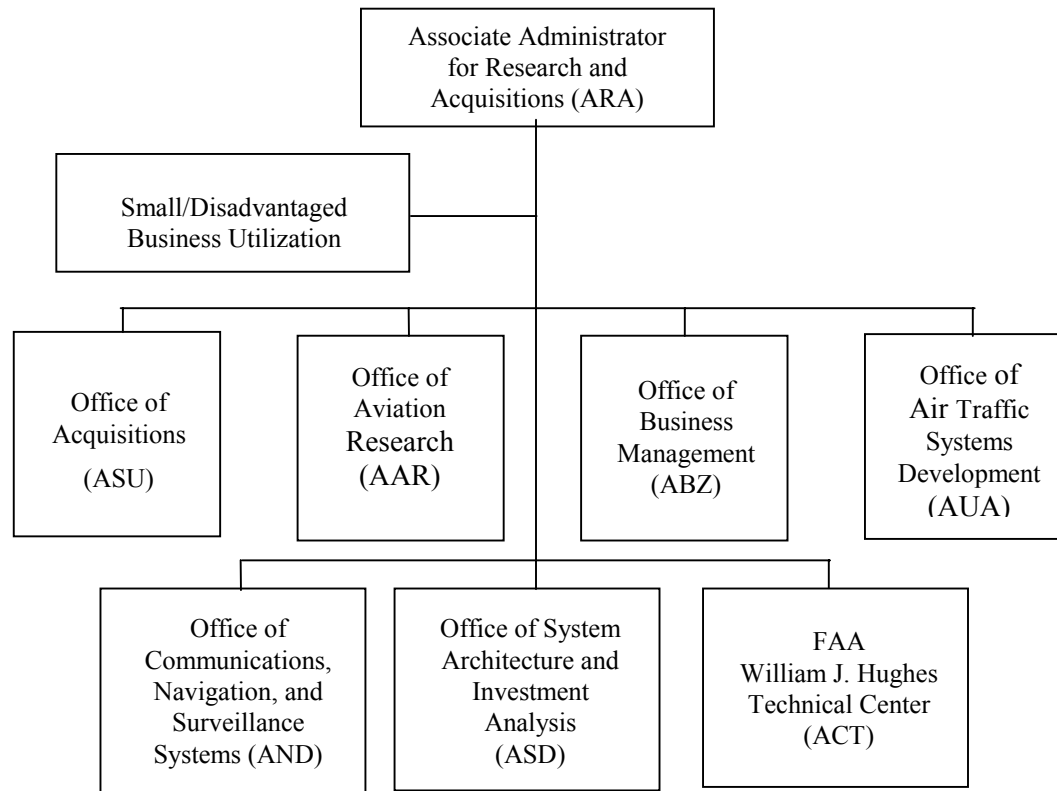 Associate Administrator
for Research and
Acquisitions (ARA)
Small/Disadvantaged
Business Utilization
Office of
Acquisitions
(ASU)
Office of
Aviation
Research
(AAR)
Office of
Business
Management
(ABZ)
Office of
Air Traffic
Systems
Development
(AUA)
Office of
Communications,
Navigation, and
Surveillance
Systems (AND)
Office of System
Architecture and
Investment
Analysis
(ASD)
FAA
William J. Hughes
Technical Center
(ACT)